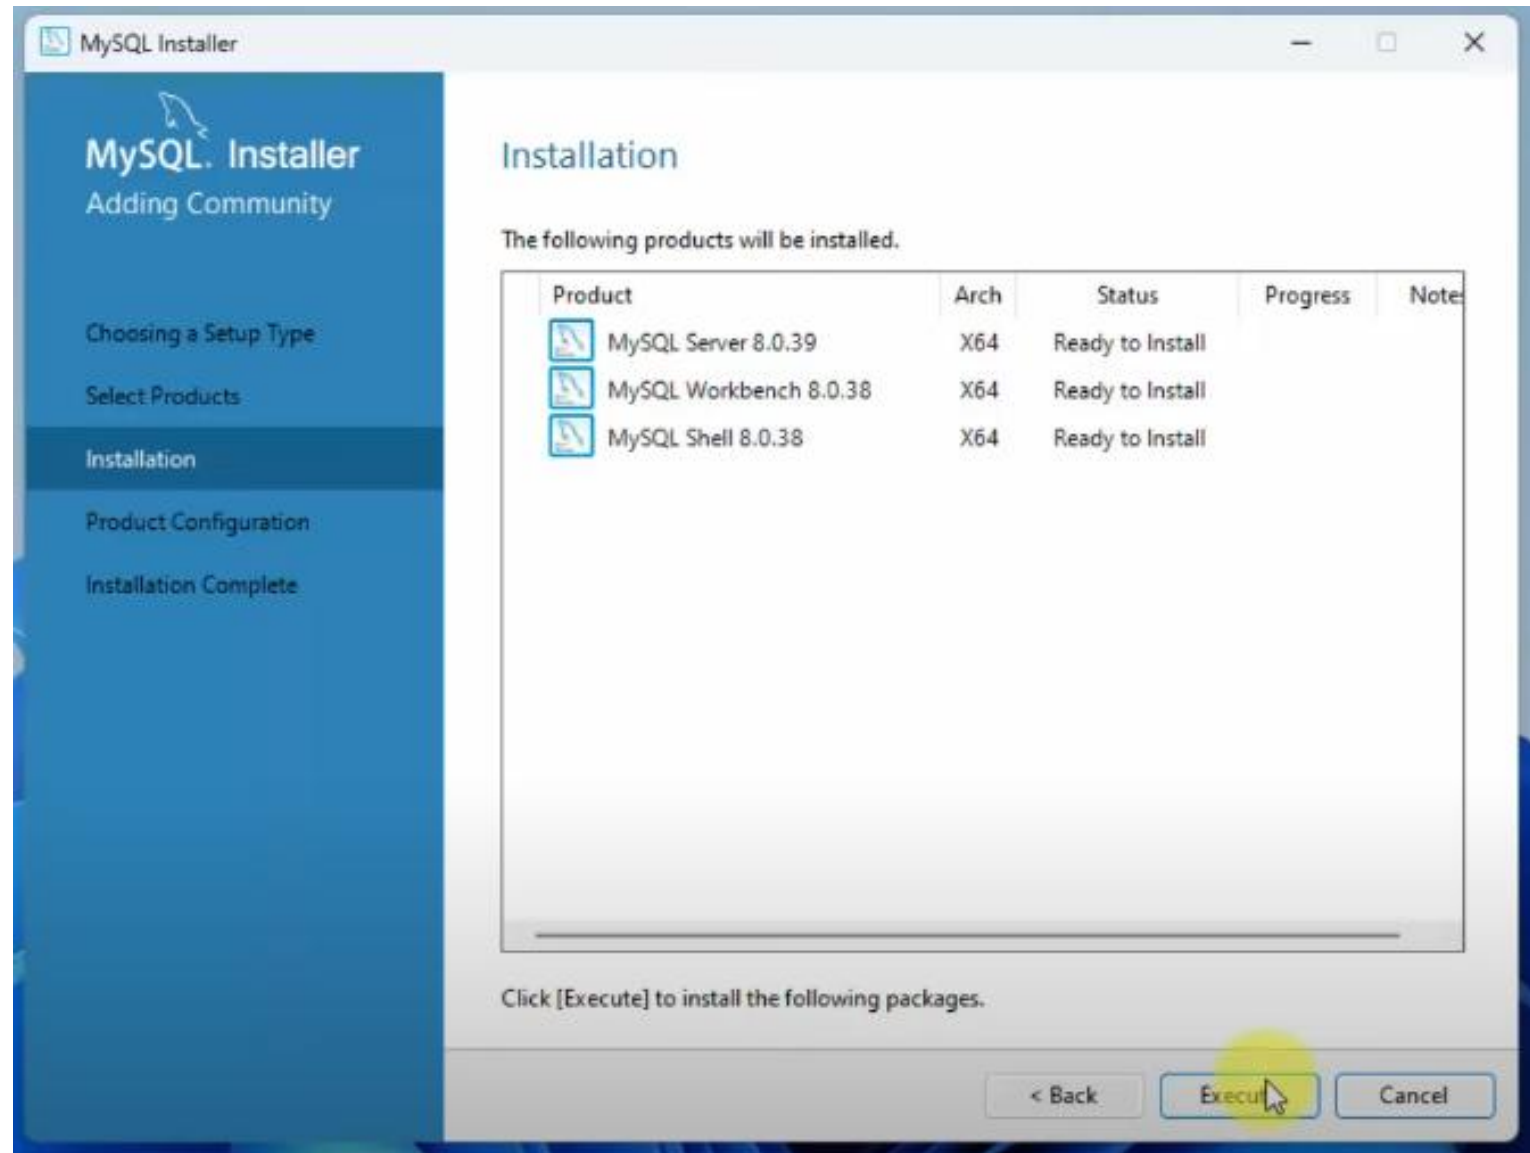 MySQL Installer
MySQL. Installer
Adding Community
Choosing a Setup Type
Select Products
Installation
Product Configuration
Installation Complete
Installation
The following products will be installed.
Product Arch Status Progress Notes
MySQL Server 8.0.39 X64 Ready to Install
MySQL Workbench 8.0.38 X64 Ready to Install
MySQL Shell 8.0.38 X64 Ready to Install
Click [Execute] to install the following packages.
< Back Execute Cancel